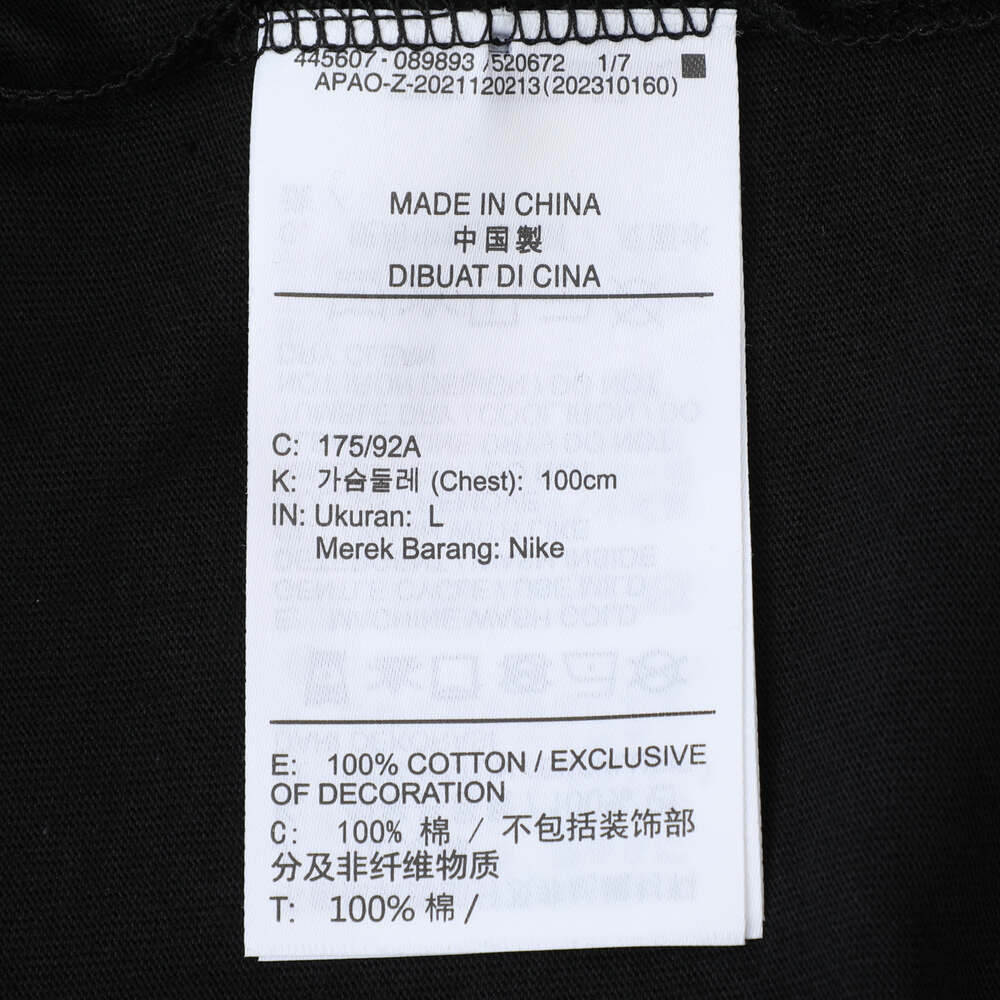 445607-089893 /520672 1/7
APAO-Z-2021120213(202310160)
MADE IN CHINA
中国製
DIBUAT DI CINA
C: 175/92A
K: 가슴둘레 (Chest): 100cm
IN: Ukuran: L
Merek Barang: Nike
E: 100% COTTON / EXCLUSIVE
OF DECORATION
C: 100% 棉 / 不包括装饰部
分及非纤维物质
T: 100% 棉 /